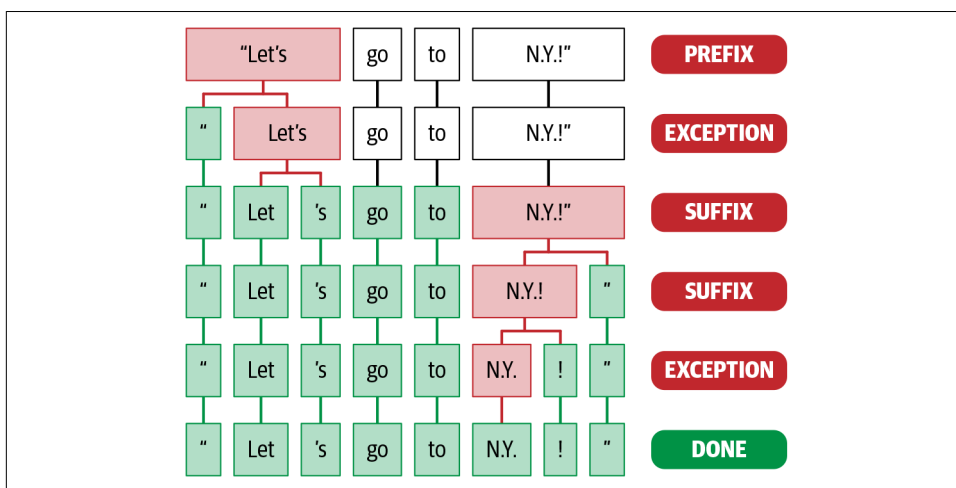 “Let’s go to N.Y.!” PREFIX
“ Let’s go to N.Y.!” EXCEPTION
“ Let ’s go to N.Y.!” SUFFIX
“ Let ’s go to N.Y.! ” SUFFIX
“ Let ’s go to N.Y. ! ” EXCEPTION
“ Let ’s go to N.Y. ! ” DONE